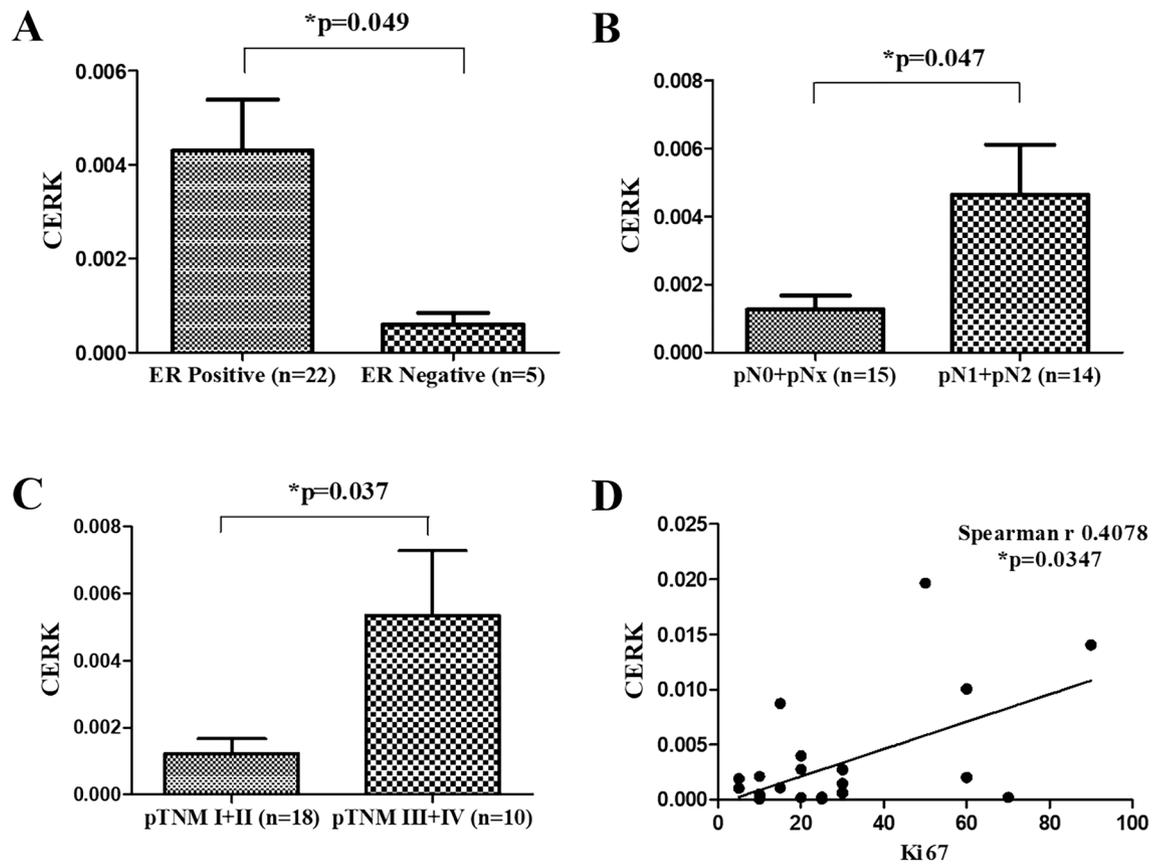 A
*p=0.049
0.006
0.004
0.002
0.000
CERK
ER Positive (n=22) ER Negative (n=5)
B
*p=0.047
0.008
0.006
0.004
0.002
0.000
CERK
pN0+pNx (n=15) pN1+pN2 (n=14)
C
*p=0.037
0.008
0.006
0.004
0.002
0.000
CERK
pTNM I+II (n=18) pTNM III+IV (n=10)
D
Spearman r 0.4078
*p=0.0347
0.025
0.020
0.015
0.010
0.005
0.000
CERK
0 20 40 60 80 100
Ki67